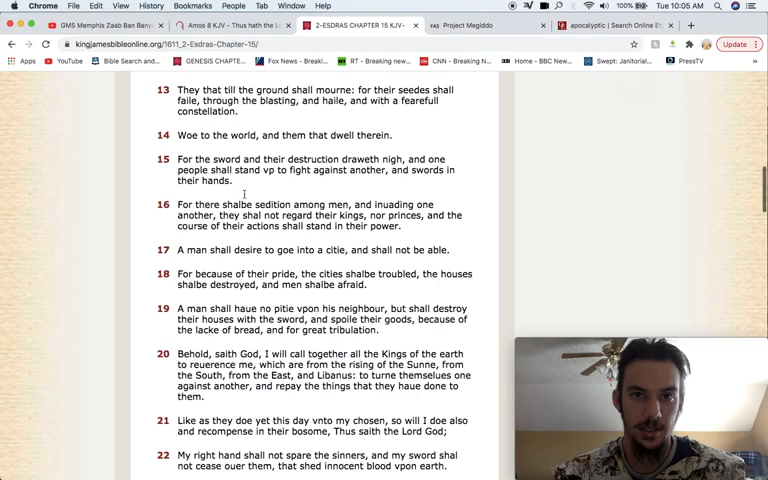 Chrome File Edit View History Bookmarks People Tab Window Help 100% Tue 10:05 AM
GMS Memphis Zaab Ban Bany Amos 8 KJV - Thus hath the L 2-ESDRAS CHAPTER 15 KJV- FAS Project Megiddo apocalyptic | Search Online Et
kingjamesbibleonline.org/1611_2-Esdras-Chapter-15/ Update
Apps YouTube Bible Search and... GENESIS CHAPTE... Fox News - Breaki... RT - Breaking new... CNN - Breaking N... Home - BBC New... Swept: Janitorial... PressTV
13 They that till the ground shall mourne: for their seedes shall
faile, through the blasting, and haile, and with a fearefull
constellation.
14 Woe to the world, and them that dwell therein.
15 For the sword and their destruction draweth nigh, and one
people shall stand vp to fight against another, and swords in
their hands.
16 For there shalbe sedition among men, and inuading one
another, they shal not regard their kings, nor princes, and the
course of their actions shall stand in their power.
17 A man shall desire to goe into a citie, and shall not be able.
18 For because of their pride, the cities shalbe troubled, the houses
shalbe destroyed, and men shalbe afraid.
19 A man shall haue no pitie vpon his neighbour, but shall destroy
their houses with the sword, and spoile their goods, because of
the lacke of bread, and for great tribulation.
20 Behold, saith God, I will call together all the Kings of the earth
to reuerence me, which are from the rising of the Sunne, from
the South, from the East, and Libanus: to turne themselues one
against another, and repay the things that they haue done to
them.
21 Like as they doe yet this day vnto my chosen, so will I doe also
and recompense in their bosome, Thus saith the Lord God;
22 My right hand shall not spare the sinners, and my sword shal
not cease ouer them, that shed innocent blood vpon earth.